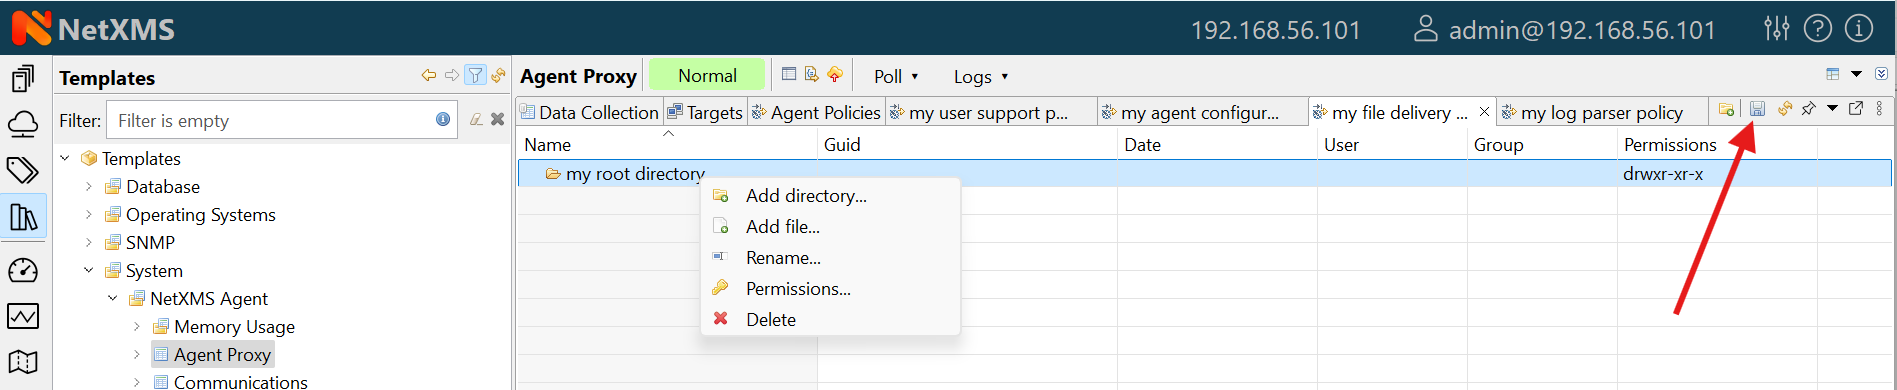 NetXMS 192.168.56.101 admin@192.168.56.101
Templates
Filter: Filter is empty
Templates
Database
Operating Systems
SNMP
System
NetXMS Agent
Memory Usage
Agent Proxy
Communications
Agent Proxy Normal Poll Logs
Data Collection Targets Agent Policies my user support p... my agent configur... my file delivery ... my log parser policy
Name Guid Date User Group Permissions
my root directory drwxr-xr-x
Add directory...
Add file...
Rename...
Permissions...
Delete